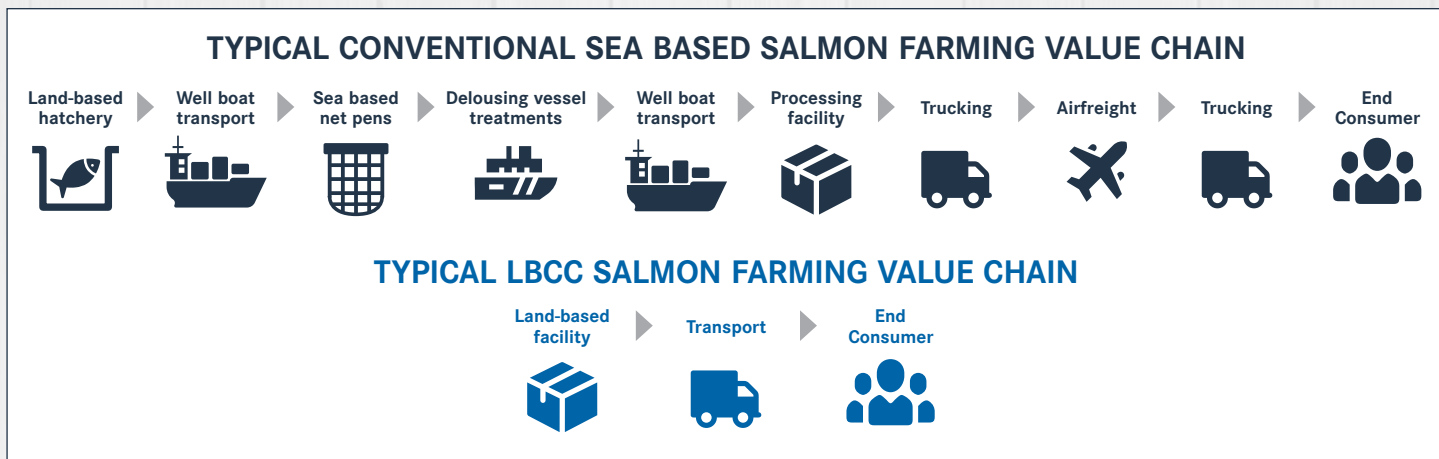 TYPICAL CONVENTIONAL SEA BASED SALMON FARMING VALUE CHAIN
Land-based
hatchery
Well boat
transport
Sea based
net pens
Delousing vessel
treatments
Well boat
transport
Processing
facility
Trucking
Airfreight
Trucking
End
Consumer
TYPICAL LBCC SALMON FARMING VALUE CHAIN
Land-based
facility
Transport
End
Consumer